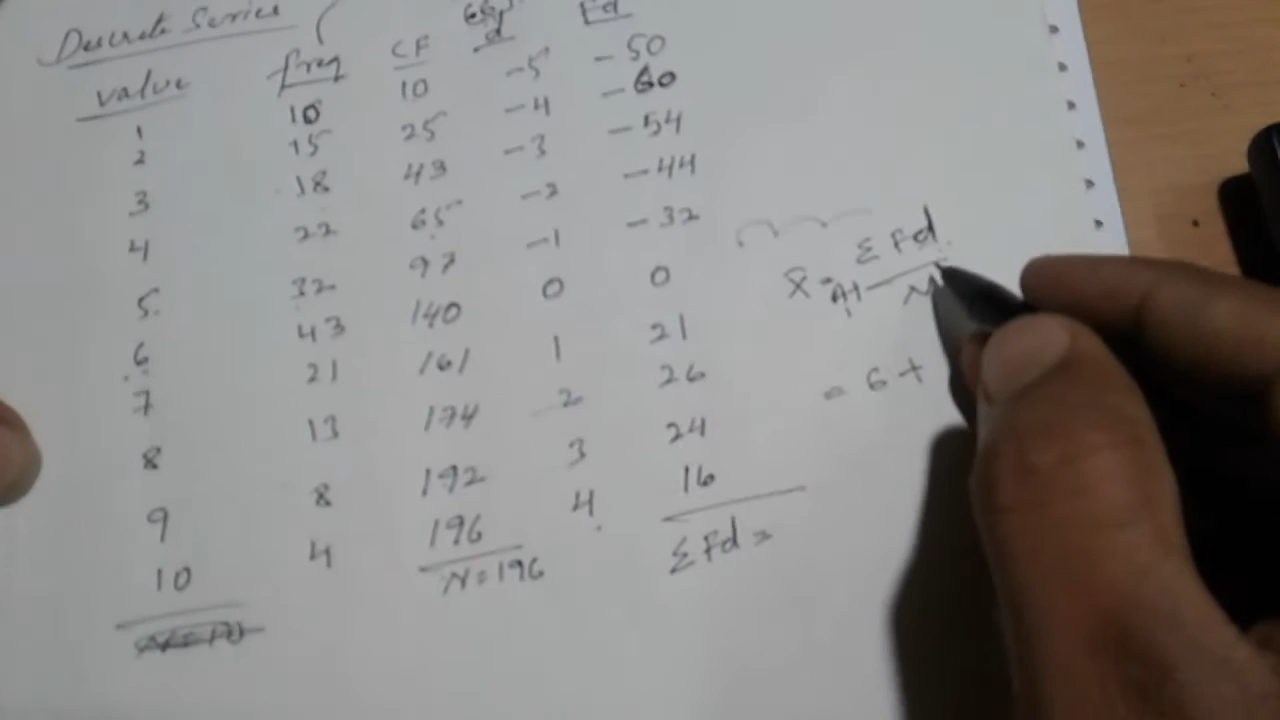 Discrete Series
value freq CF d Fd
1 10 10 -5 -50
2 15 25 -4 -60
3 18 43 -3 -54
4 22 65 -2 -44
5. 32 97 -1 -32
6 43 140 0 0
7 21 161 1 21
8 13 174 2 26
9 8 192 3 24
10 4 196 4 16
N=196 ΣFd =
x̄ = A+ ΣFd / N
= 6 +